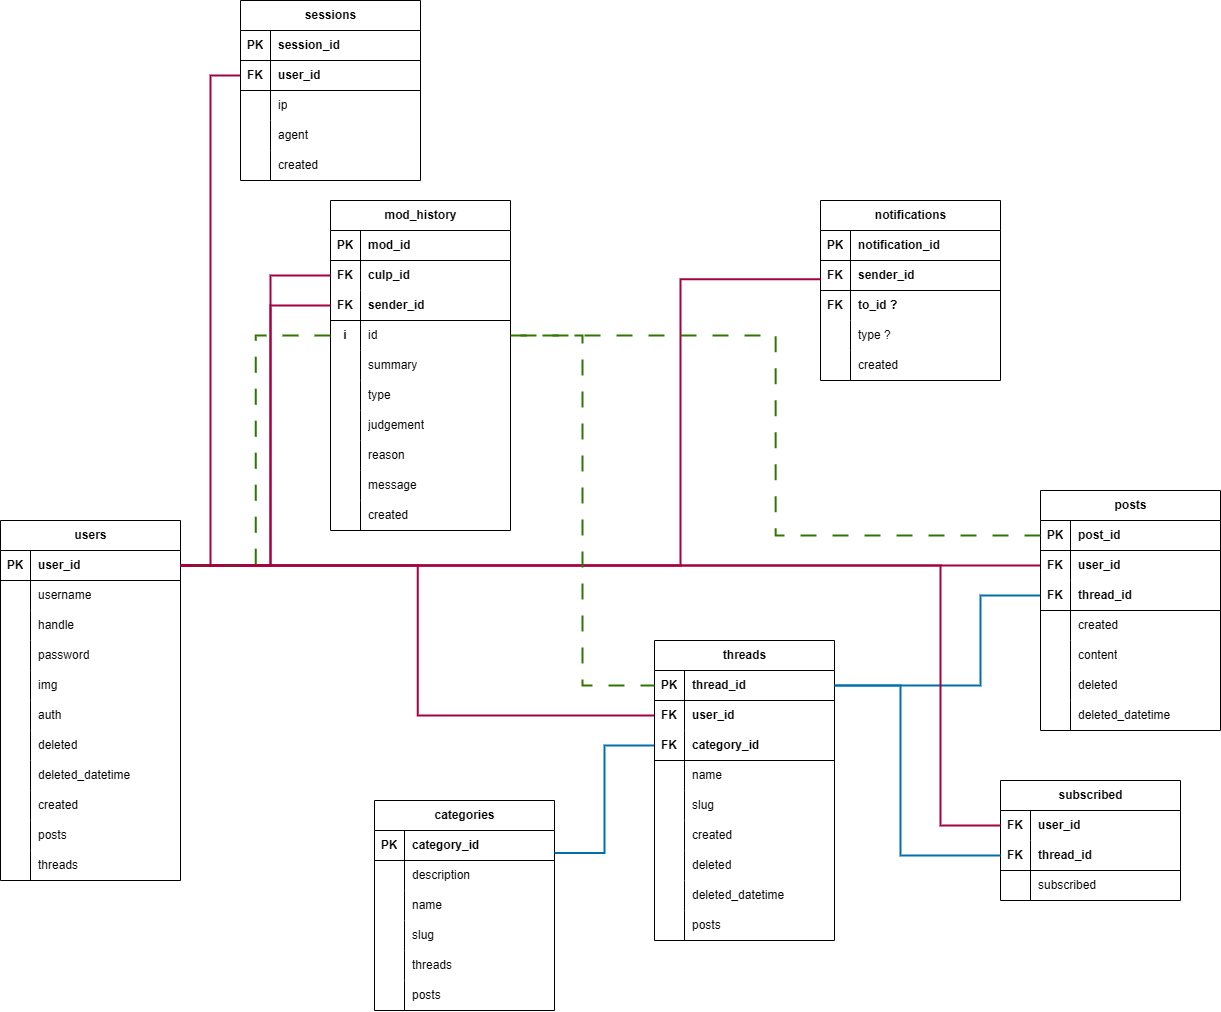 sessions
PK session_id
FK user_id
ip
agent
created
mod_history
PK mod_id
FK culp_id
FK sender_id
i id
summary
type
judgement
reason
message
created
notifications
PK notification_id
FK sender_id
FK to_id ?
type ?
created
users
PK user_id
username
handle
password
img
auth
deleted
deleted_datetime
created
posts
threads
posts
PK post_id
FK user_id
FK thread_id
created
content
deleted
deleted_datetime
threads
PK thread_id
FK user_id
FK category_id
name
slug
created
deleted
deleted_datetime
posts
categories
PK category_id
description
name
slug
threads
posts
subscribed
FK user_id
FK thread_id
subscribed